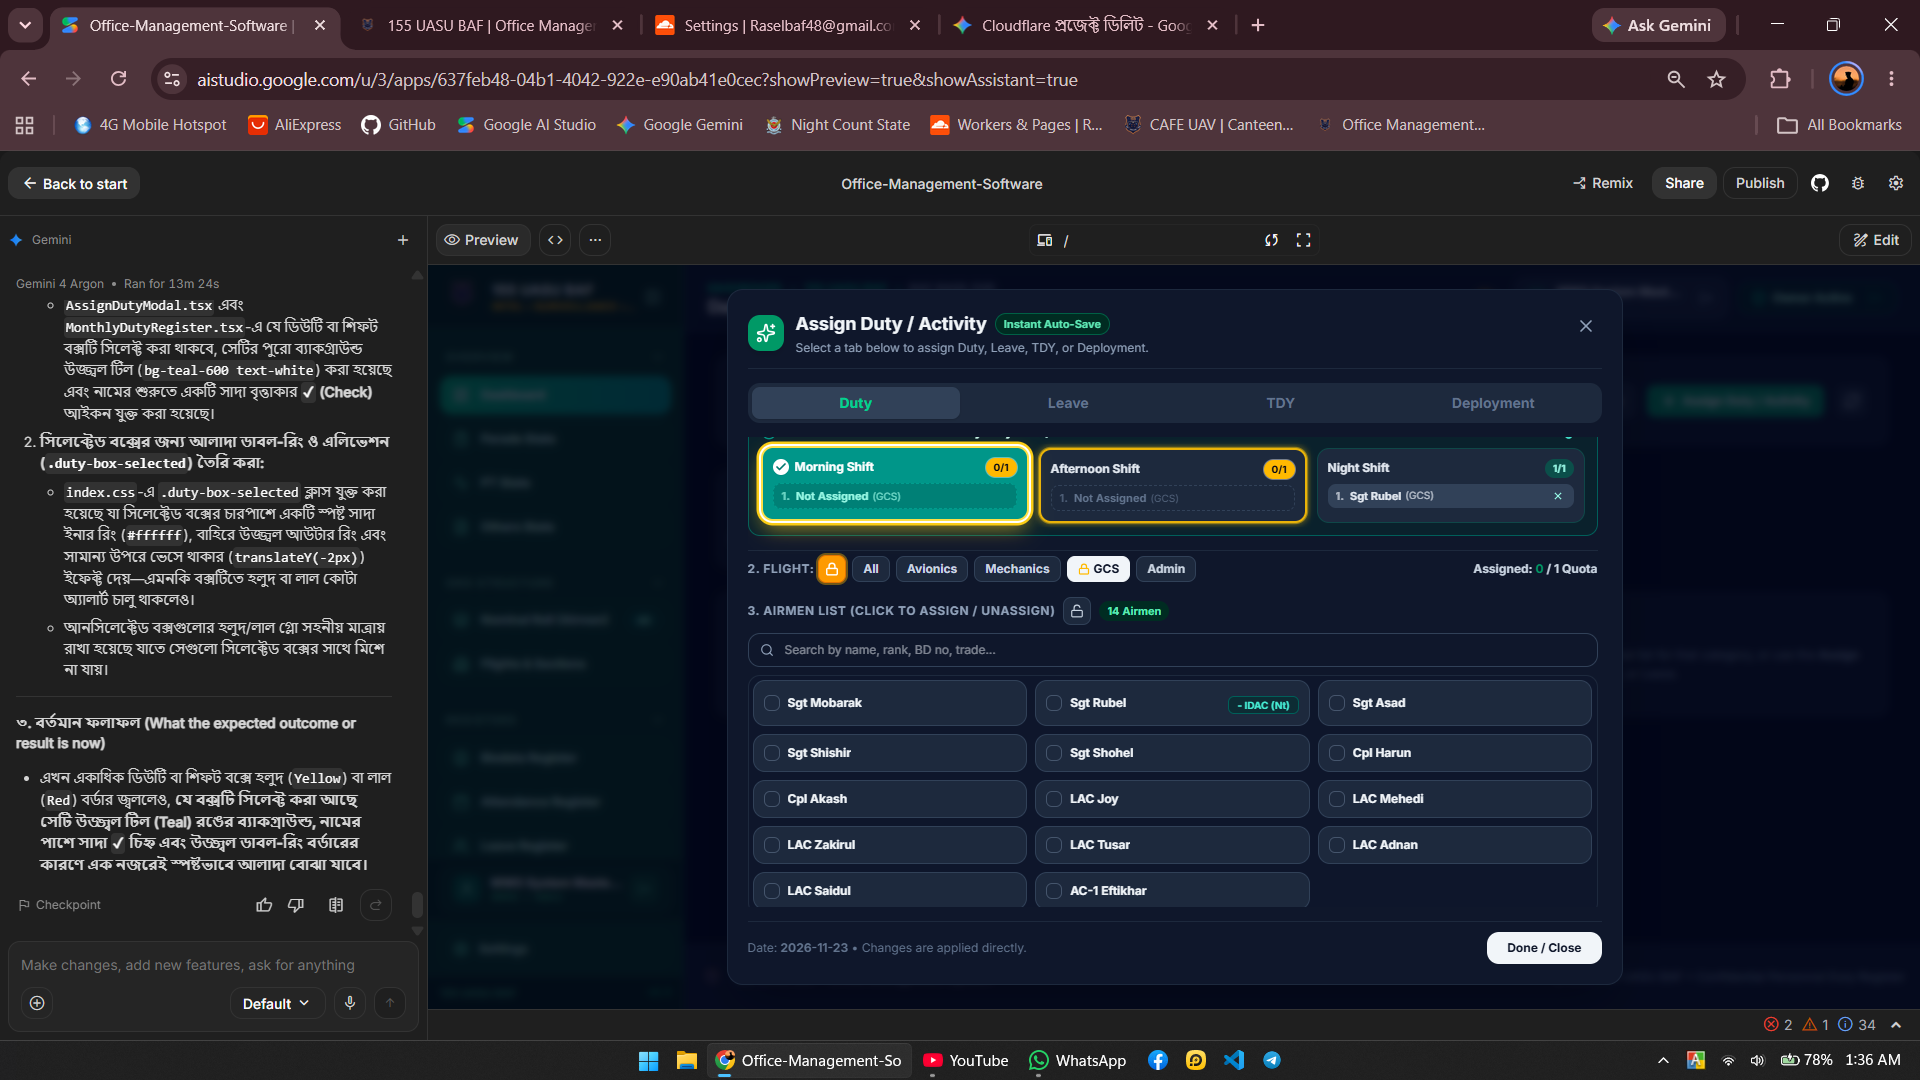 Office-Management-Software |
155 UASU BAF | Office Manage
Settings | Raselbaf48@gmail.co
Cloudflare প্রজেক্ট ডিলিট - Goog
Ask Gemini
aistudio.google.com/u/3/apps/637feb48-04b1-4042-922e-e90ab41e0cec?showPreview=true&showAssistant=true
4G Mobile Hotspot
AliExpress
GitHub
Google AI Studio
Google Gemini
Night Count State
Workers & Pages | R...
CAFE UAV | Canteen...
Office Management...
All Bookmarks
Back to start
Office-Management-Software
Remix
Share
Publish
Gemini
Preview
/
Edit
Gemini 4 Argon • Ran for 13m 24s
AssignDutyModal.tsx এবং
MonthlyDutyRegister.tsx-এ যে ডিউটি বা শিফট
বক্সটি সিলেক্ট করা থাকবে, সেটির পুরো ব্যাকগ্রাউন্ড
উজ্জ্বল টিল (bg-teal-600 text-white) করা হয়েছে
এবং নামের শুরুতে একটি সাদা বৃত্তাকার ✓ (Check)
আইকন যুক্ত করা হয়েছে।
2. সিলেক্টেড বক্সের জন্য আলাদা ডাবল-রিং ও এলিভেশন
(.duty-box-selected) তৈরি করা:
index.css-এ .duty-box-selected ক্লাস যুক্ত করা
হয়েছে যা সিলেক্টেড বক্সের চারপাশে একটি স্পষ্ট সাদা
ইনার রিং (#ffffff), বাহিরে উজ্জ্বল আউটার রিং এবং
সামান্য উপরে ভেসে থাকার (translateY(-2px))
ইফেক্ট দেয়—এমনকি বক্সটিতে হলুদ বা লাল কোটা
অ্যালার্ট চালু থাকলেও।
আনসিলেক্টেড বক্সগুলোর হলুদ/লাল গ্লো সহনীয় মাত্রায়
রাখা হয়েছে যাতে সেগুলো সিলেক্টেড বক্সের সাথে মিশে
না যায়।
৩. বর্তমান ফলাফল (What the expected outcome or
result is now)
এখন একাধিক ডিউটি বা শিফট বক্সে হলুদ (Yellow) বা লাল
(Red) বর্ডার জ্বললেও, যে বক্সটি সিলেক্ট করা আছে
সেটি উজ্জ্বল টিল (Teal) রঙের ব্যাকগ্রাউন্ড, নামের
পাশে সাদা ✓ চিহ্ন এবং উজ্জ্বল ডাবল-রিং বর্ডারের
কারণে এক নজরেই স্পষ্টভাবে আলাদা বোঝা যাবে।
Checkpoint
Make changes, add new features, ask for anything
Default
Assign Duty / Activity
Instant Auto-Save
Select a tab below to assign Duty, Leave, TDY, or Deployment.
Duty
Leave
TDY
Deployment
Morning Shift 0/1
1. Not Assigned (GCS)
Afternoon Shift 0/1
1. Not Assigned (GCS)
Night Shift 1/1
1. Sgt Rubel (GCS)
2. FLIGHT: All Avionics Mechanics GCS Admin
Assigned: 0 / 1 Quota
3. AIRMEN LIST (CLICK TO ASSIGN / UNASSIGN) 14 Airmen
Search by name, rank, BD no, trade...
Sgt Mobarak
Sgt Rubel - IDAC (Nt)
Sgt Asad
Sgt Shishir
Sgt Shohel
Cpl Harun
Cpl Akash
LAC Joy
LAC Mehedi
LAC Zakirul
LAC Tusar
LAC Adnan
LAC Saidul
AC-1 Eftikhar
Date: 2026-11-23 • Changes are applied directly.
Done / Close
2 1 34
Office-Management-So
YouTube
WhatsApp
78%
1:36 AM